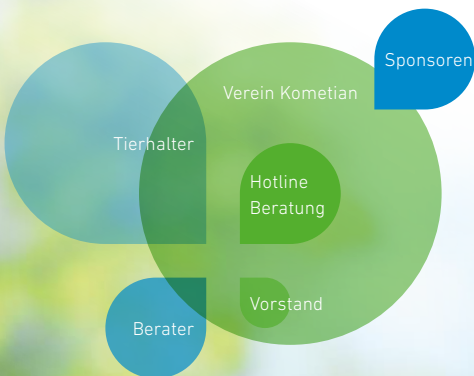 Sponsoren
Verein Kometian
Tierhalter
Hotline
Beratung
Vorstand
Berater